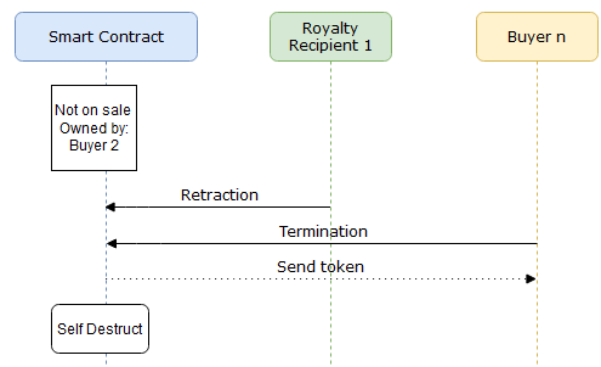 Smart Contract
Royalty
Recipient 1
Buyer n
Not on sale
Owned by:
Buyer 2
Retraction
Termination
Send token
Self Destruct